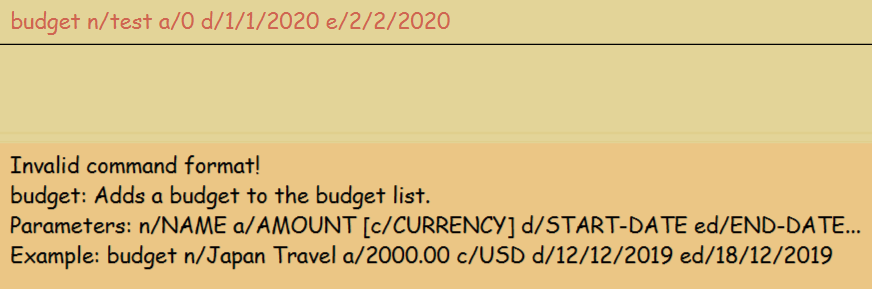 budget n/test a/0 d/1/1/2020 e/2/2/2020
Invalid command format!
budget: Adds a budget to the budget list.
Parameters: n/NAME a/AMOUNT [c/CURRENCY] d/START-DATE ed/END-DATE...
Example: budget n/Japan Travel a/2000.00 c/USD d/12/12/2019 ed/18/12/2019